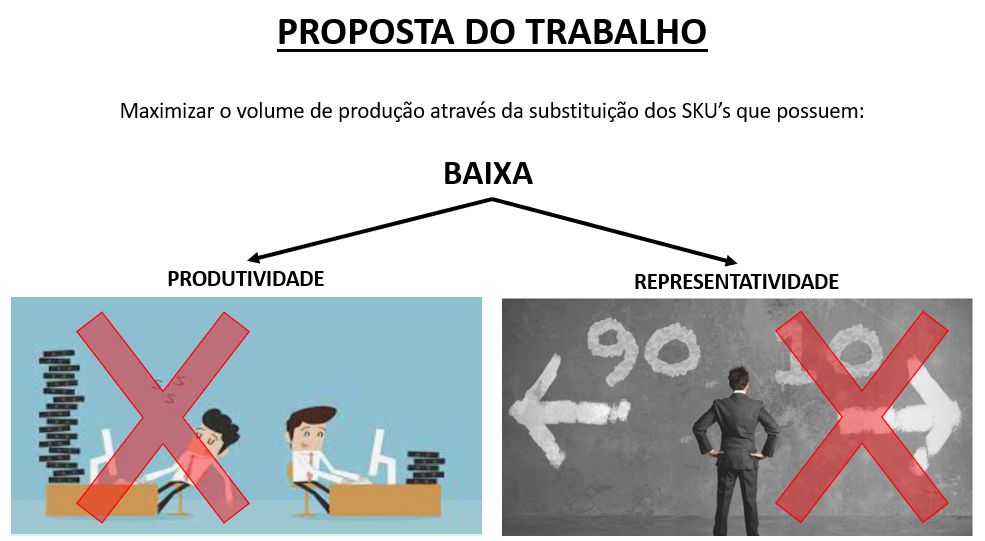 PROPOSTA DO TRABALHO
Maximizar o volume de produção através da substituição dos SKU’s que possuem:
BAIXA
PRODUTIVIDADE
REPRESENTATIVIDADE
s s
s
90 10